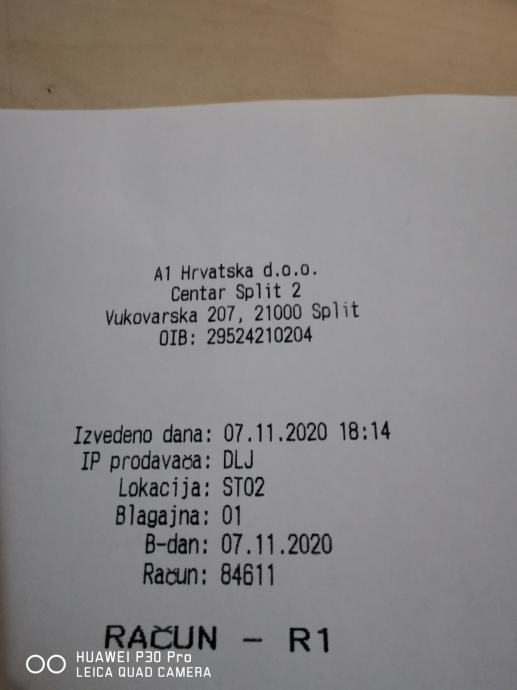 A1 Hrvatska d.o.o.
Centar Split 2
Vukovarska 207, 21000 Split
OIB: 29524210204
Izvedeno dana: 07.11.2020 18:14
IP prodavača: DLJ
Lokacija: ST02
Blagajna: 01
B-dan: 07.11.2020
Račun: 84611
RAČUN - R1
HUAWEI P30 Pro
LEICA QUAD CAMERA